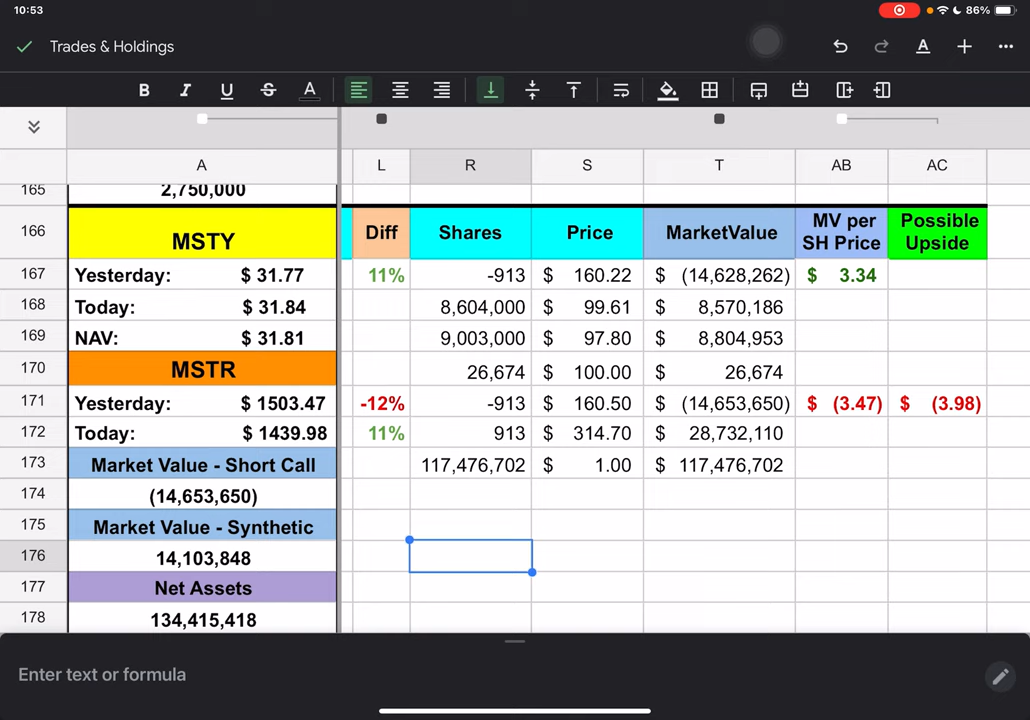 10:53 86%
Trades & Holdings A
B I U S A
A L R S T AB AC
165 2,750,000
166 MSTY Diff Shares Price MarketValue MV per SH Price Possible Upside
167 Yesterday: $ 31.77 11% -913 $ 160.22 $ (14,628,262) $ 3.34
168 Today: $ 31.84 8,604,000 $ 99.61 $ 8,570,186
169 NAV: $ 31.81 9,003,000 $ 97.80 $ 8,804,953
170 MSTR 26,674 $ 100.00 $ 26,674
171 Yesterday: $ 1503.47 -12% -913 $ 160.50 $ (14,653,650) $ (3.47) $ (3.98)
172 Today: $ 1439.98 11% 913 $ 314.70 $ 28,732,110
173 Market Value - Short Call 117,476,702 $ 1.00 $ 117,476,702
174 (14,653,650)
175 Market Value - Synthetic
176 14,103,848
177 Net Assets
178 134,415,418
Enter text or formula